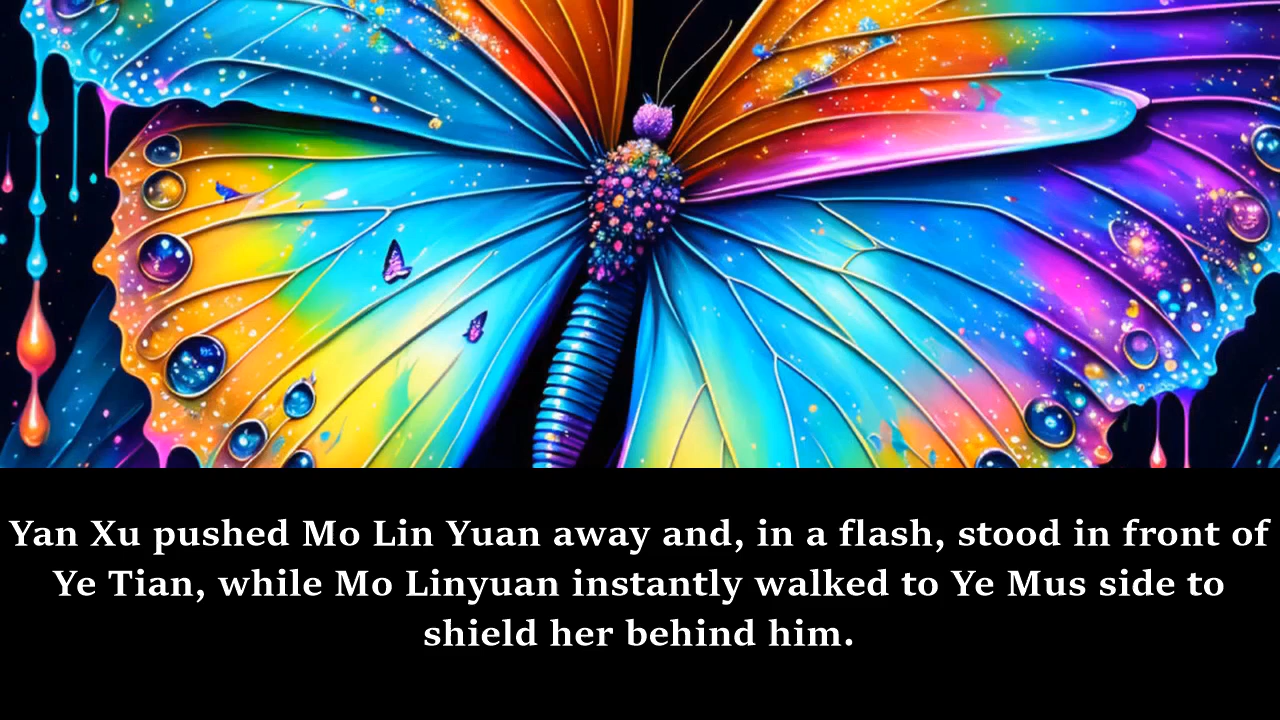 Yan Xu pushed Mo Lin Yuan away and, in a flash, stood in front of
Ye Tian, while Mo Linyuan instantly walked to Ye Mus side to
shield her behind him.